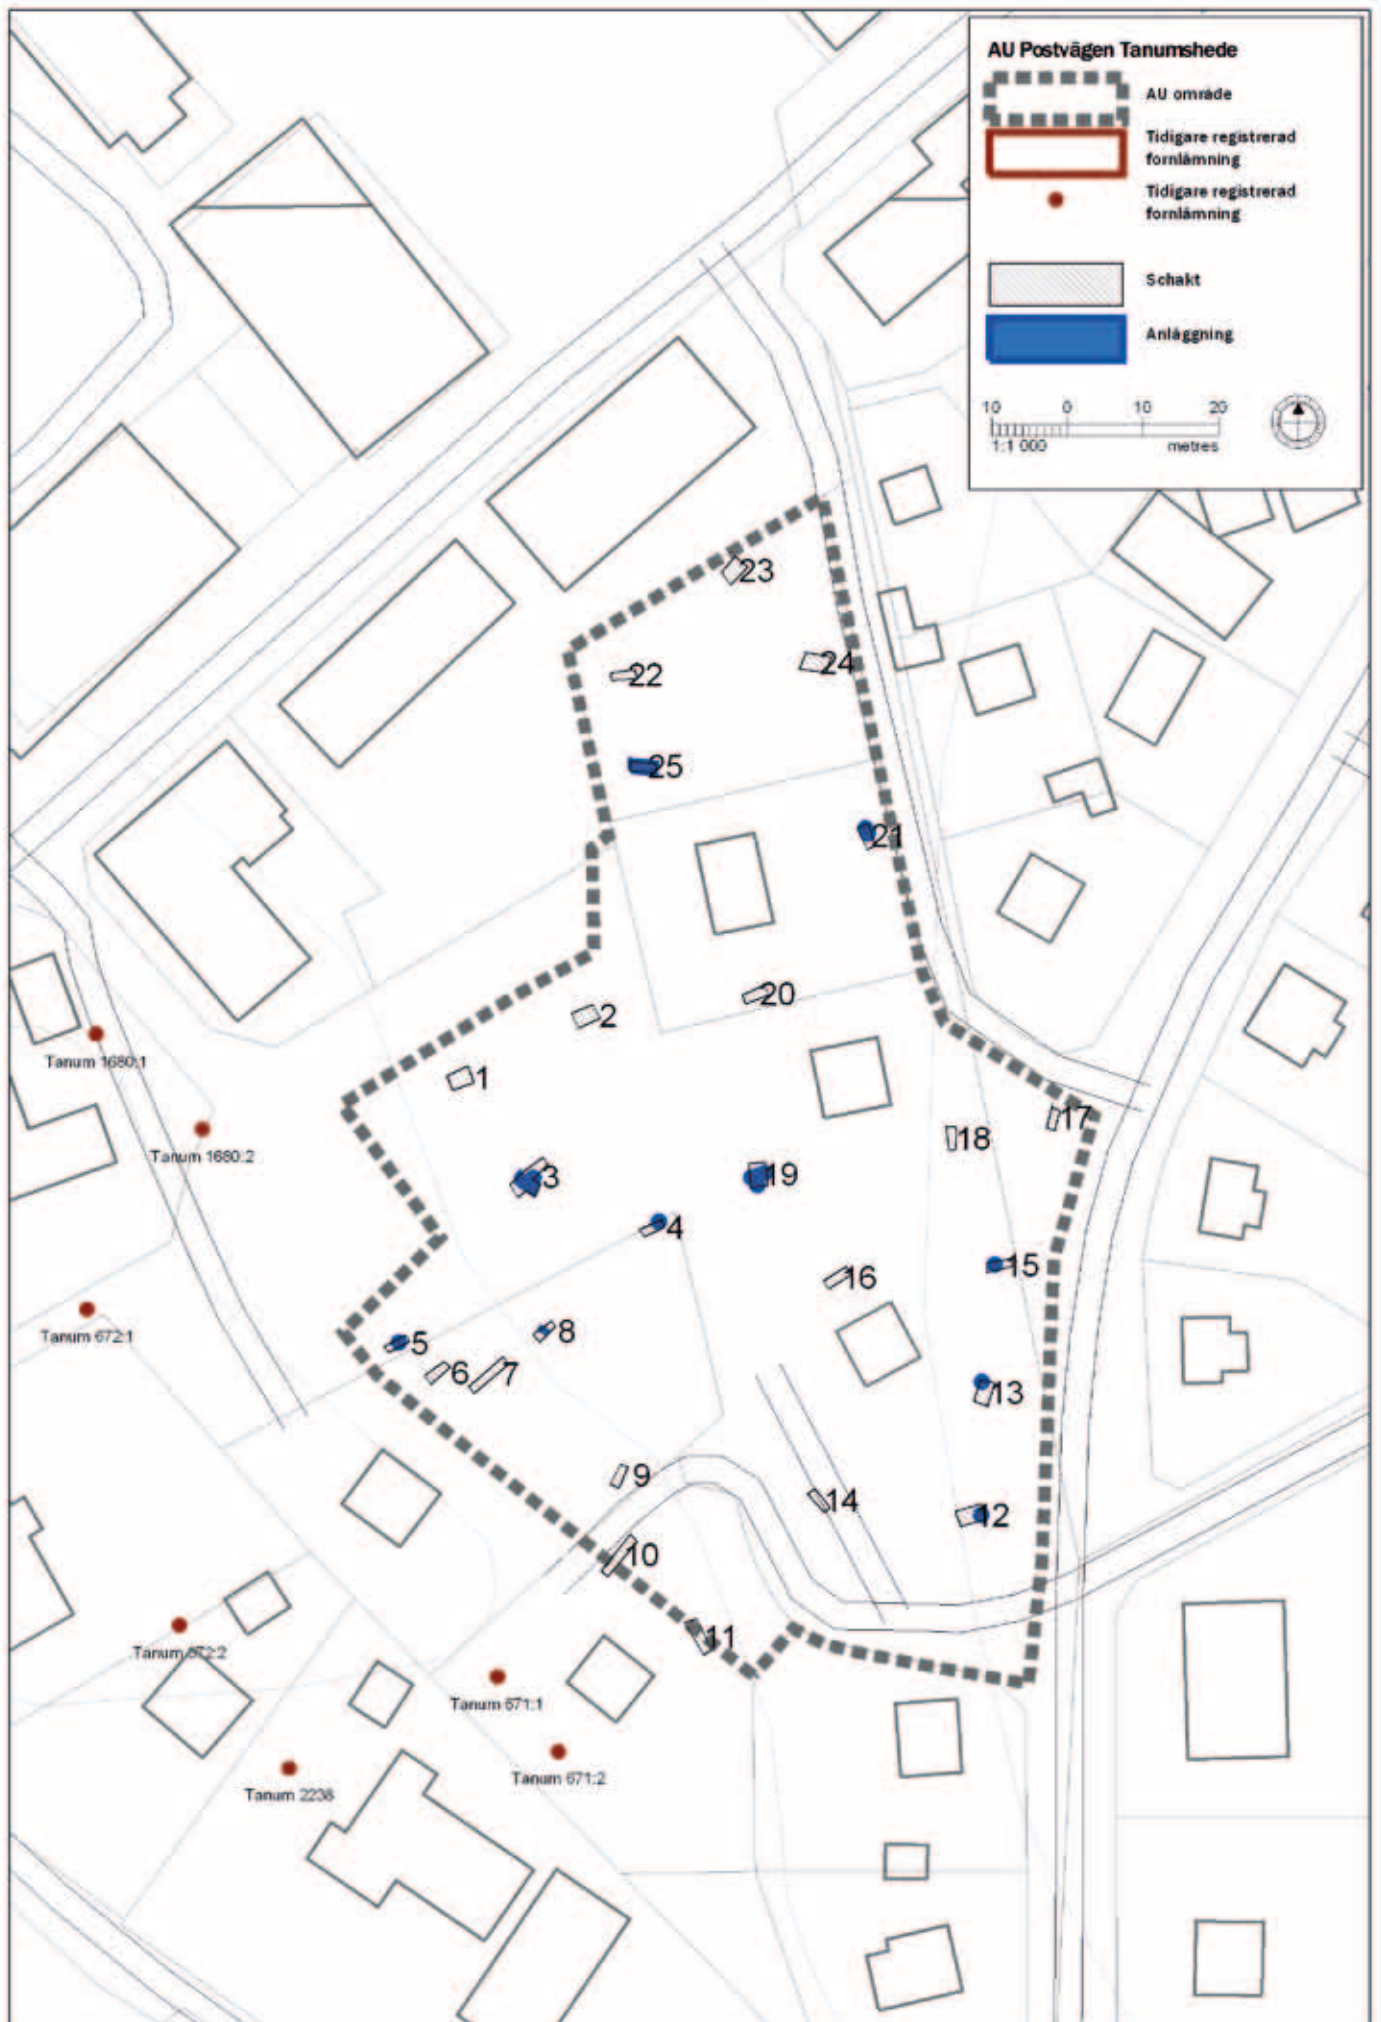 AU Postvägen Tanumshede
AU område
Tidigare registrerad
fornlämning
Tidigare registrerad
fornlämning
Schakt
Anläggning
10 0 10 20
1:1 000 metres
23
24
22
25
21
20
2
1
Tanum 1680:1
17
18
Tanum 1680:2
3
19
4
15
16
Tanum 672:1
5
8
6
7
13
9
14
12
10
11
Tanum 672:2
Tanum 671:1
Tanum 671:2
Tanum 2238